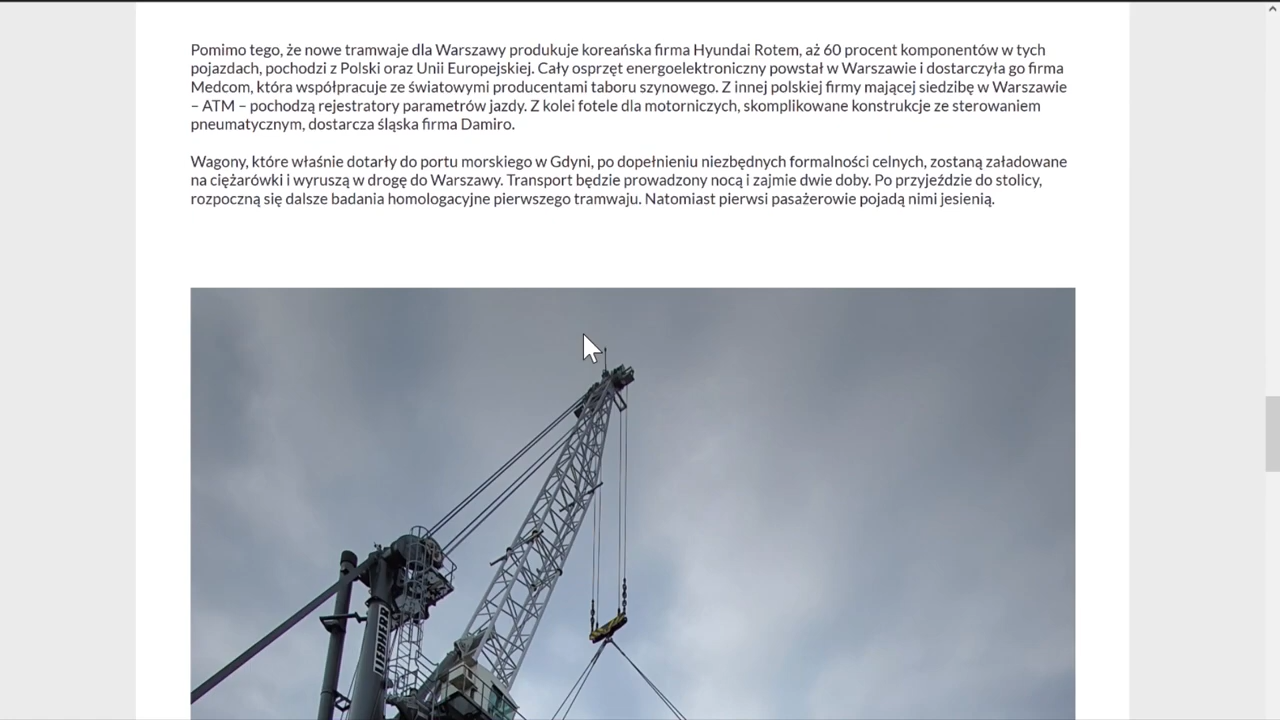 Pomimo tego, że nowe tramwaje dla Warszawy produkuje koreańska firma Hyundai Rotem, aż 60 procent komponentów w tych
pojazdach, pochodzi z Polski oraz Unii Europejskiej. Cały osprzęt energoelektroniczny powstał w Warszawie i dostarczyła go firma
Medcom, która współpracuje ze światowymi producentami taboru szynowego. Z innej polskiej firmy mającej siedzibę w Warszawie
– ATM – pochodzą rejestratory parametrów jazdy. Z kolei fotele dla motorniczych, skomplikowane konstrukcje ze sterowaniem
pneumatycznym, dostarcza śląska firma Damiro.
Wagony, które właśnie dotarły do portu morskiego w Gdyni, po dopełnieniu niezbędnych formalności celnych, zostaną załadowane
na ciężarówki i wyruszą w drogę do Warszawy. Transport będzie prowadzony nocą i zajmie dwie doby. Po przyjeździe do stolicy,
rozpoczną się dalsze badania homologacyjne pierwszego tramwaju. Natomiast pierwsi pasażerowie pojadą nimi jesienią.
LIEBHERR